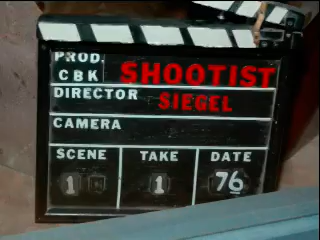 PROD. CBK SHOOTIST
DIRECTOR SIEGEL
CAMERA
SCENE TAKE DATE
1 1 76